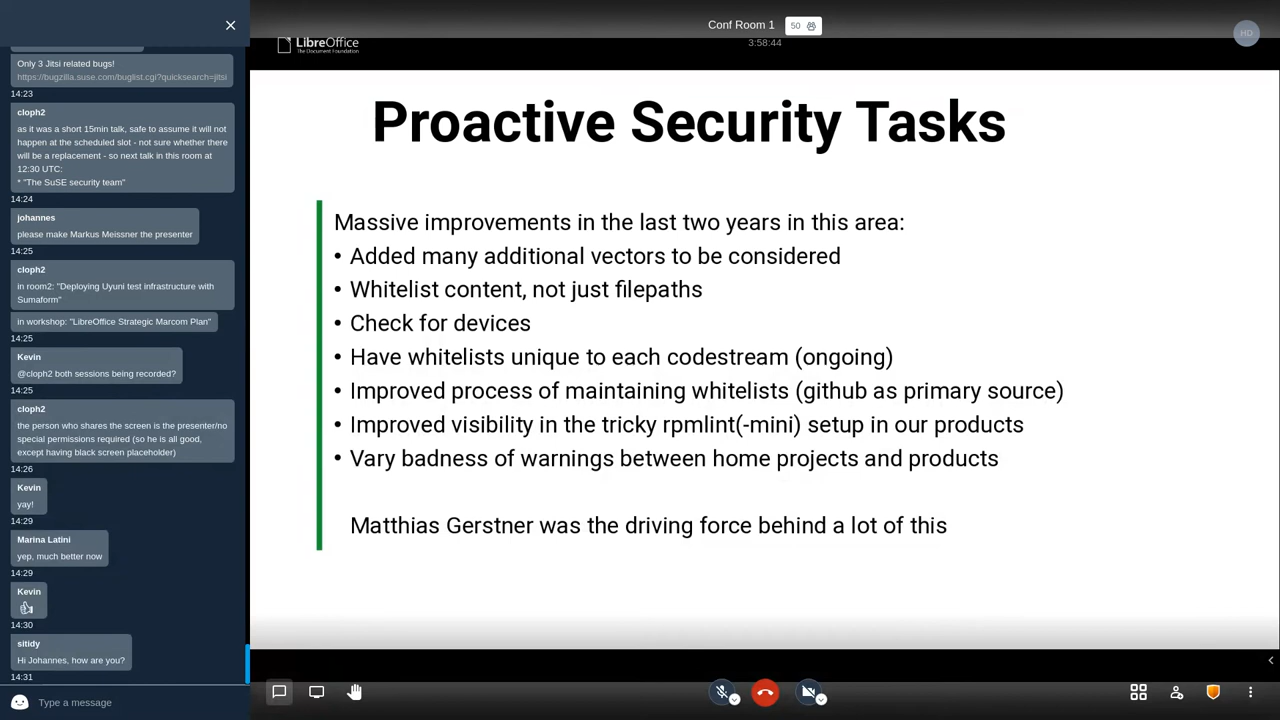 Only 3 Jitsi related bugs!
https://bugzilla.suse.com/buglist.cgi?quicksearch=jitsi
14:23
cloph2
as it was a short 15min talk, safe to assume it will not
happen at the scheduled slot - not sure whether there
will be a replacement - so next talk in this room at
12:30 UTC:
* "The SuSE security team"
14:24
johannes
please make Markus Meissner the presenter
14:25
cloph2
in room2: "Deploying Uyuni test infrastructure with
Sumaform"
in workshop: "LibreOffice Strategic Marcom Plan"
14:25
Kevin
@cloph2 both sessions being recorded?
14:25
cloph2
the person who shares the screen is the presenter/no
special permissions required (so he is all good,
except having black screen placeholder)
14:26
Kevin
yay!
14:29
Marina Latini
yep, much better now
14:29
Kevin
14:30
sitidy
Hi Johannes, how are you?
14:31
Type a message
Conf Room 1 50
3:58:44
HD
LibreOffice
The Document Foundation
Proactive Security Tasks
Massive improvements in the last two years in this area:
• Added many additional vectors to be considered
• Whitelist content, not just filepaths
• Check for devices
• Have whitelists unique to each codestream (ongoing)
• Improved process of maintaining whitelists (github as primary source)
• Improved visibility in the tricky rpmlint(-mini) setup in our products
• Vary badness of warnings between home projects and products
Matthias Gerstner was the driving force behind a lot of this